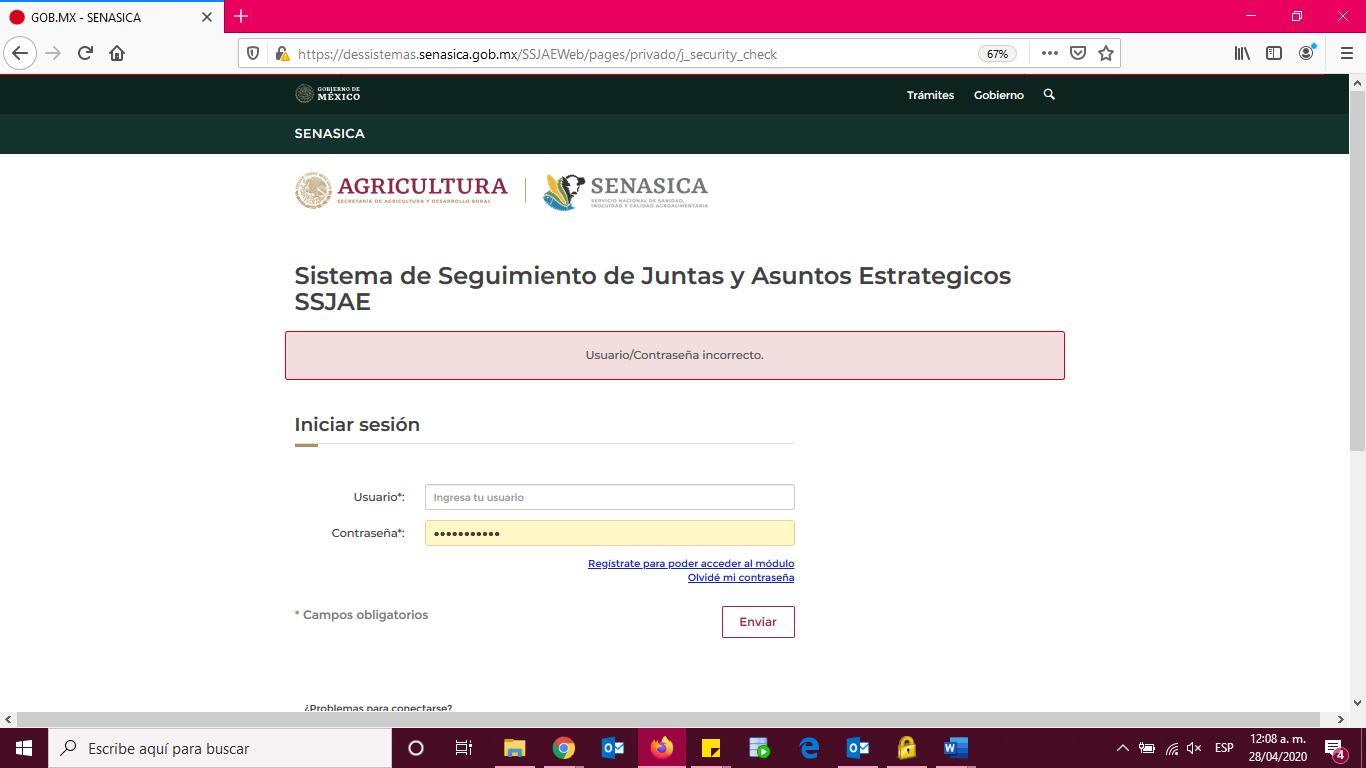 GOB.MX - SENASICA
https://dessistemas.senasica.gob.mx/SSJAEWeb/pages/privado/j_security_check
67%
GOBIERNO DE
MÉXICO
Trámites
Gobierno
SENASICA
AGRICULTURA
SECRETARÍA DE AGRICULTURA Y DESARROLLO RURAL
SENASICA
SERVICIO NACIONAL DE SANIDAD,
INOCUIDAD Y CALIDAD AGROALIMENTARIA
Sistema de Seguimiento de Juntas y Asuntos Estrategicos
SSJAE
Usuario/Contraseña incorrecto.
Iniciar sesión
Usuario*:
Ingresa tu usuario
Contraseña*:
Regístrate para poder acceder al módulo
Olvidé mi contraseña
* Campos obligatorios
Enviar
¿Problemas para conectarse?
Escribe aquí para buscar
ESP
12:08 a. m.
28/04/2020
4